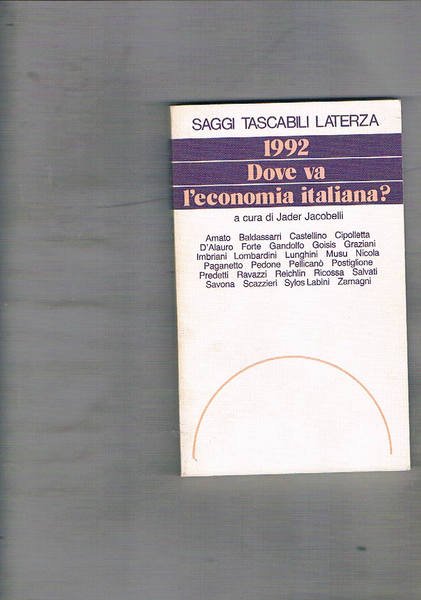 SAGGI TASCABILI LATERZA
1992
Dove va
l'economia italiana?
a cura di Jader Jacobelli
Amato Baldassarri Castellino Cipolletta
D'Alauro Forte Gandolfo Goisis Graziani
Imbriani Lombardini Lunghini Musu Nicola
Paganetto Pedone Pellicanò Postiglione
Predetti Ravazzi Reichlin Ricossa Salvati
Savona Scazzieri Sylos Labini Zamagni